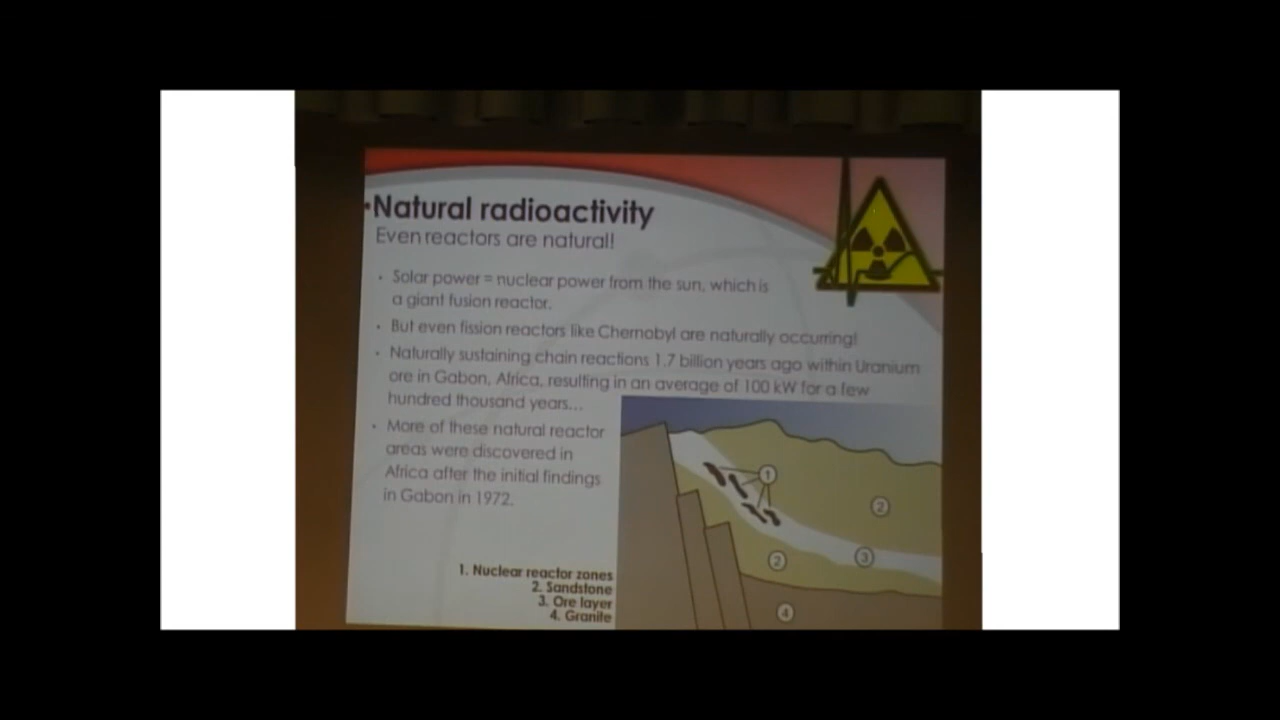 •Natural radioactivity
Even reactors are natural!
• Solar power = nuclear power from the sun, which is
a giant fusion reactor.
• But even fission reactors like Chernobyl are naturally occurring!
• Naturally sustaining chain reactions 1.7 billion years ago within Uranium
ore in Gabon, Africa, resulting in an average of 100 kW for a few
hundred thousand years...
• More of these natural reactor
areas were discovered in
Africa after the initial findings
in Gabon in 1972.
1
2
2
3
4
1. Nuclear reactor zones
2. Sandstone
3. Ore layer
4. Granite